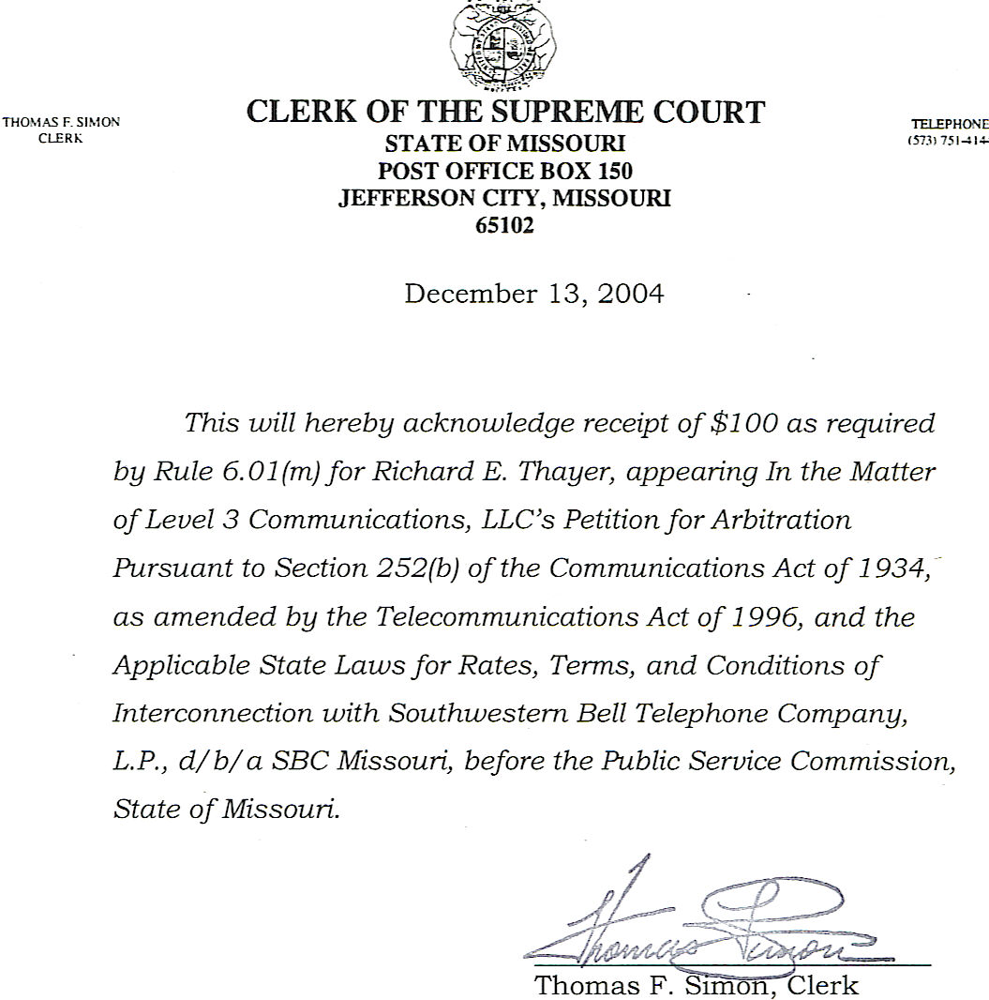 THOMAS F. SIMON
CLERK
CLERK OF THE SUPREME COURT
STATE OF MISSOURI
POST OFFICE BOX 150
JEFFERSON CITY, MISSOURI
65102
TELEPHONE
(573) 751-414
December 13, 2004
This will hereby acknowledge receipt of $100 as required
by Rule 6.01(m) for Richard E. Thayer, appearing In the Matter
of Level 3 Communications, LLC's Petition for Arbitration
Pursuant to Section 252(b) of the Communications Act of 1934,
as amended by the Telecommunications Act of 1996, and the
Applicable State Laws for Rates, Terms, and Conditions of
Interconnection with Southwestern Bell Telephone Company,
L.P., d/b/a SBC Missouri, before the Public Service Commission,
State of Missouri.
Thomas F. Simon
Thomas F. Simon, Clerk